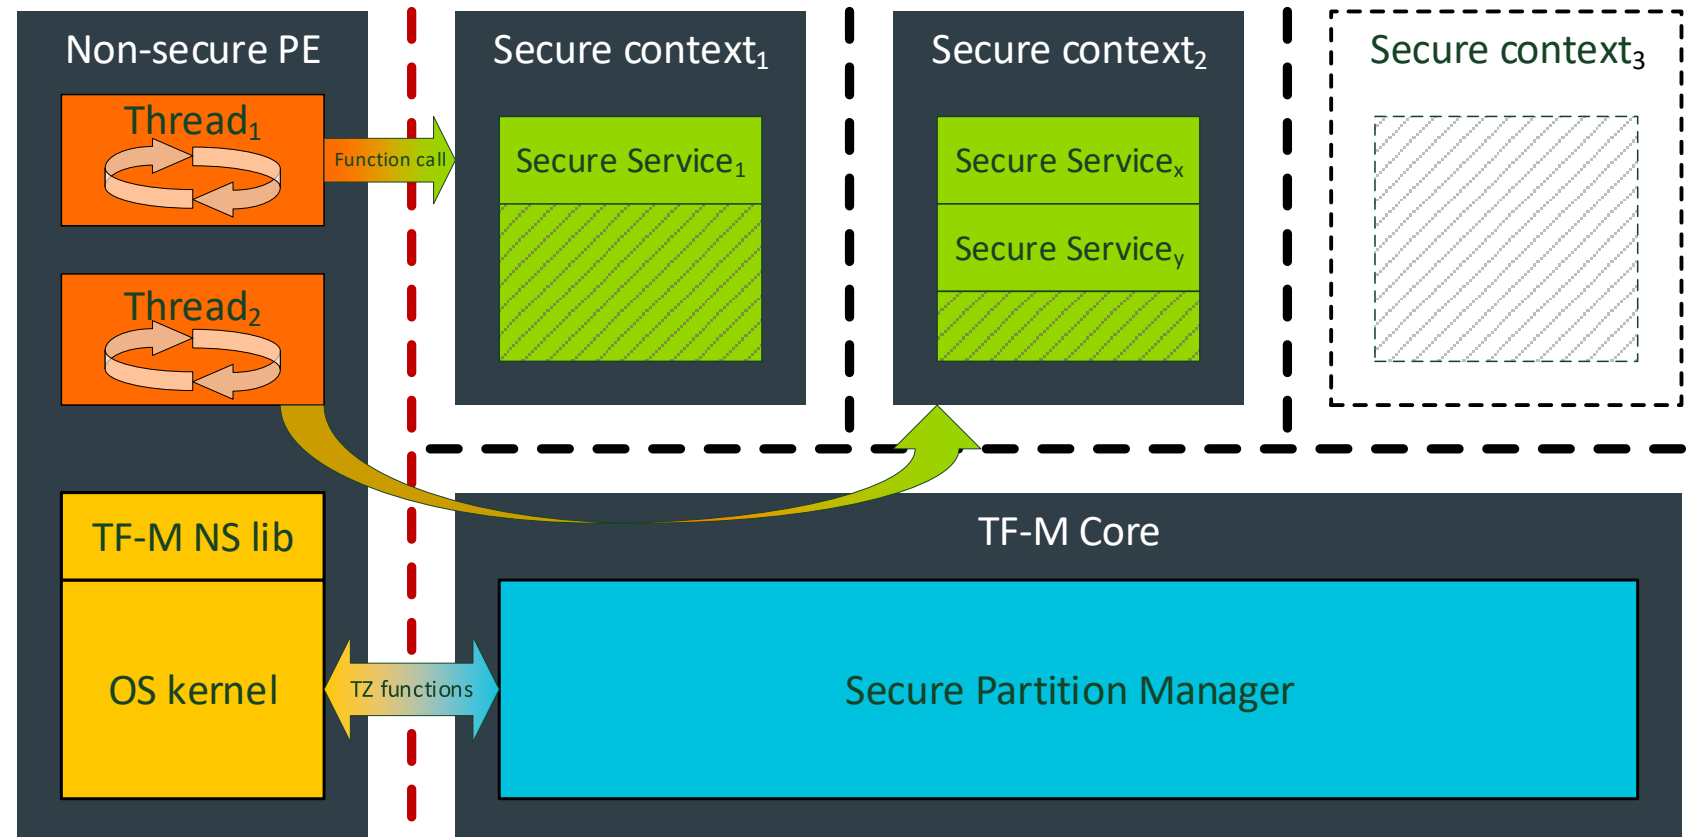 Non-secure PE
Thread₁
Function call
Thread₂
TF-M NS lib
OS kernel
TZ functions
Secure context₁
Secure Service₁
Secure context₂
Secure Serviceₓ
Secure Serviceᵧ
Secure context₃
TF-M Core
Secure Partition Manager